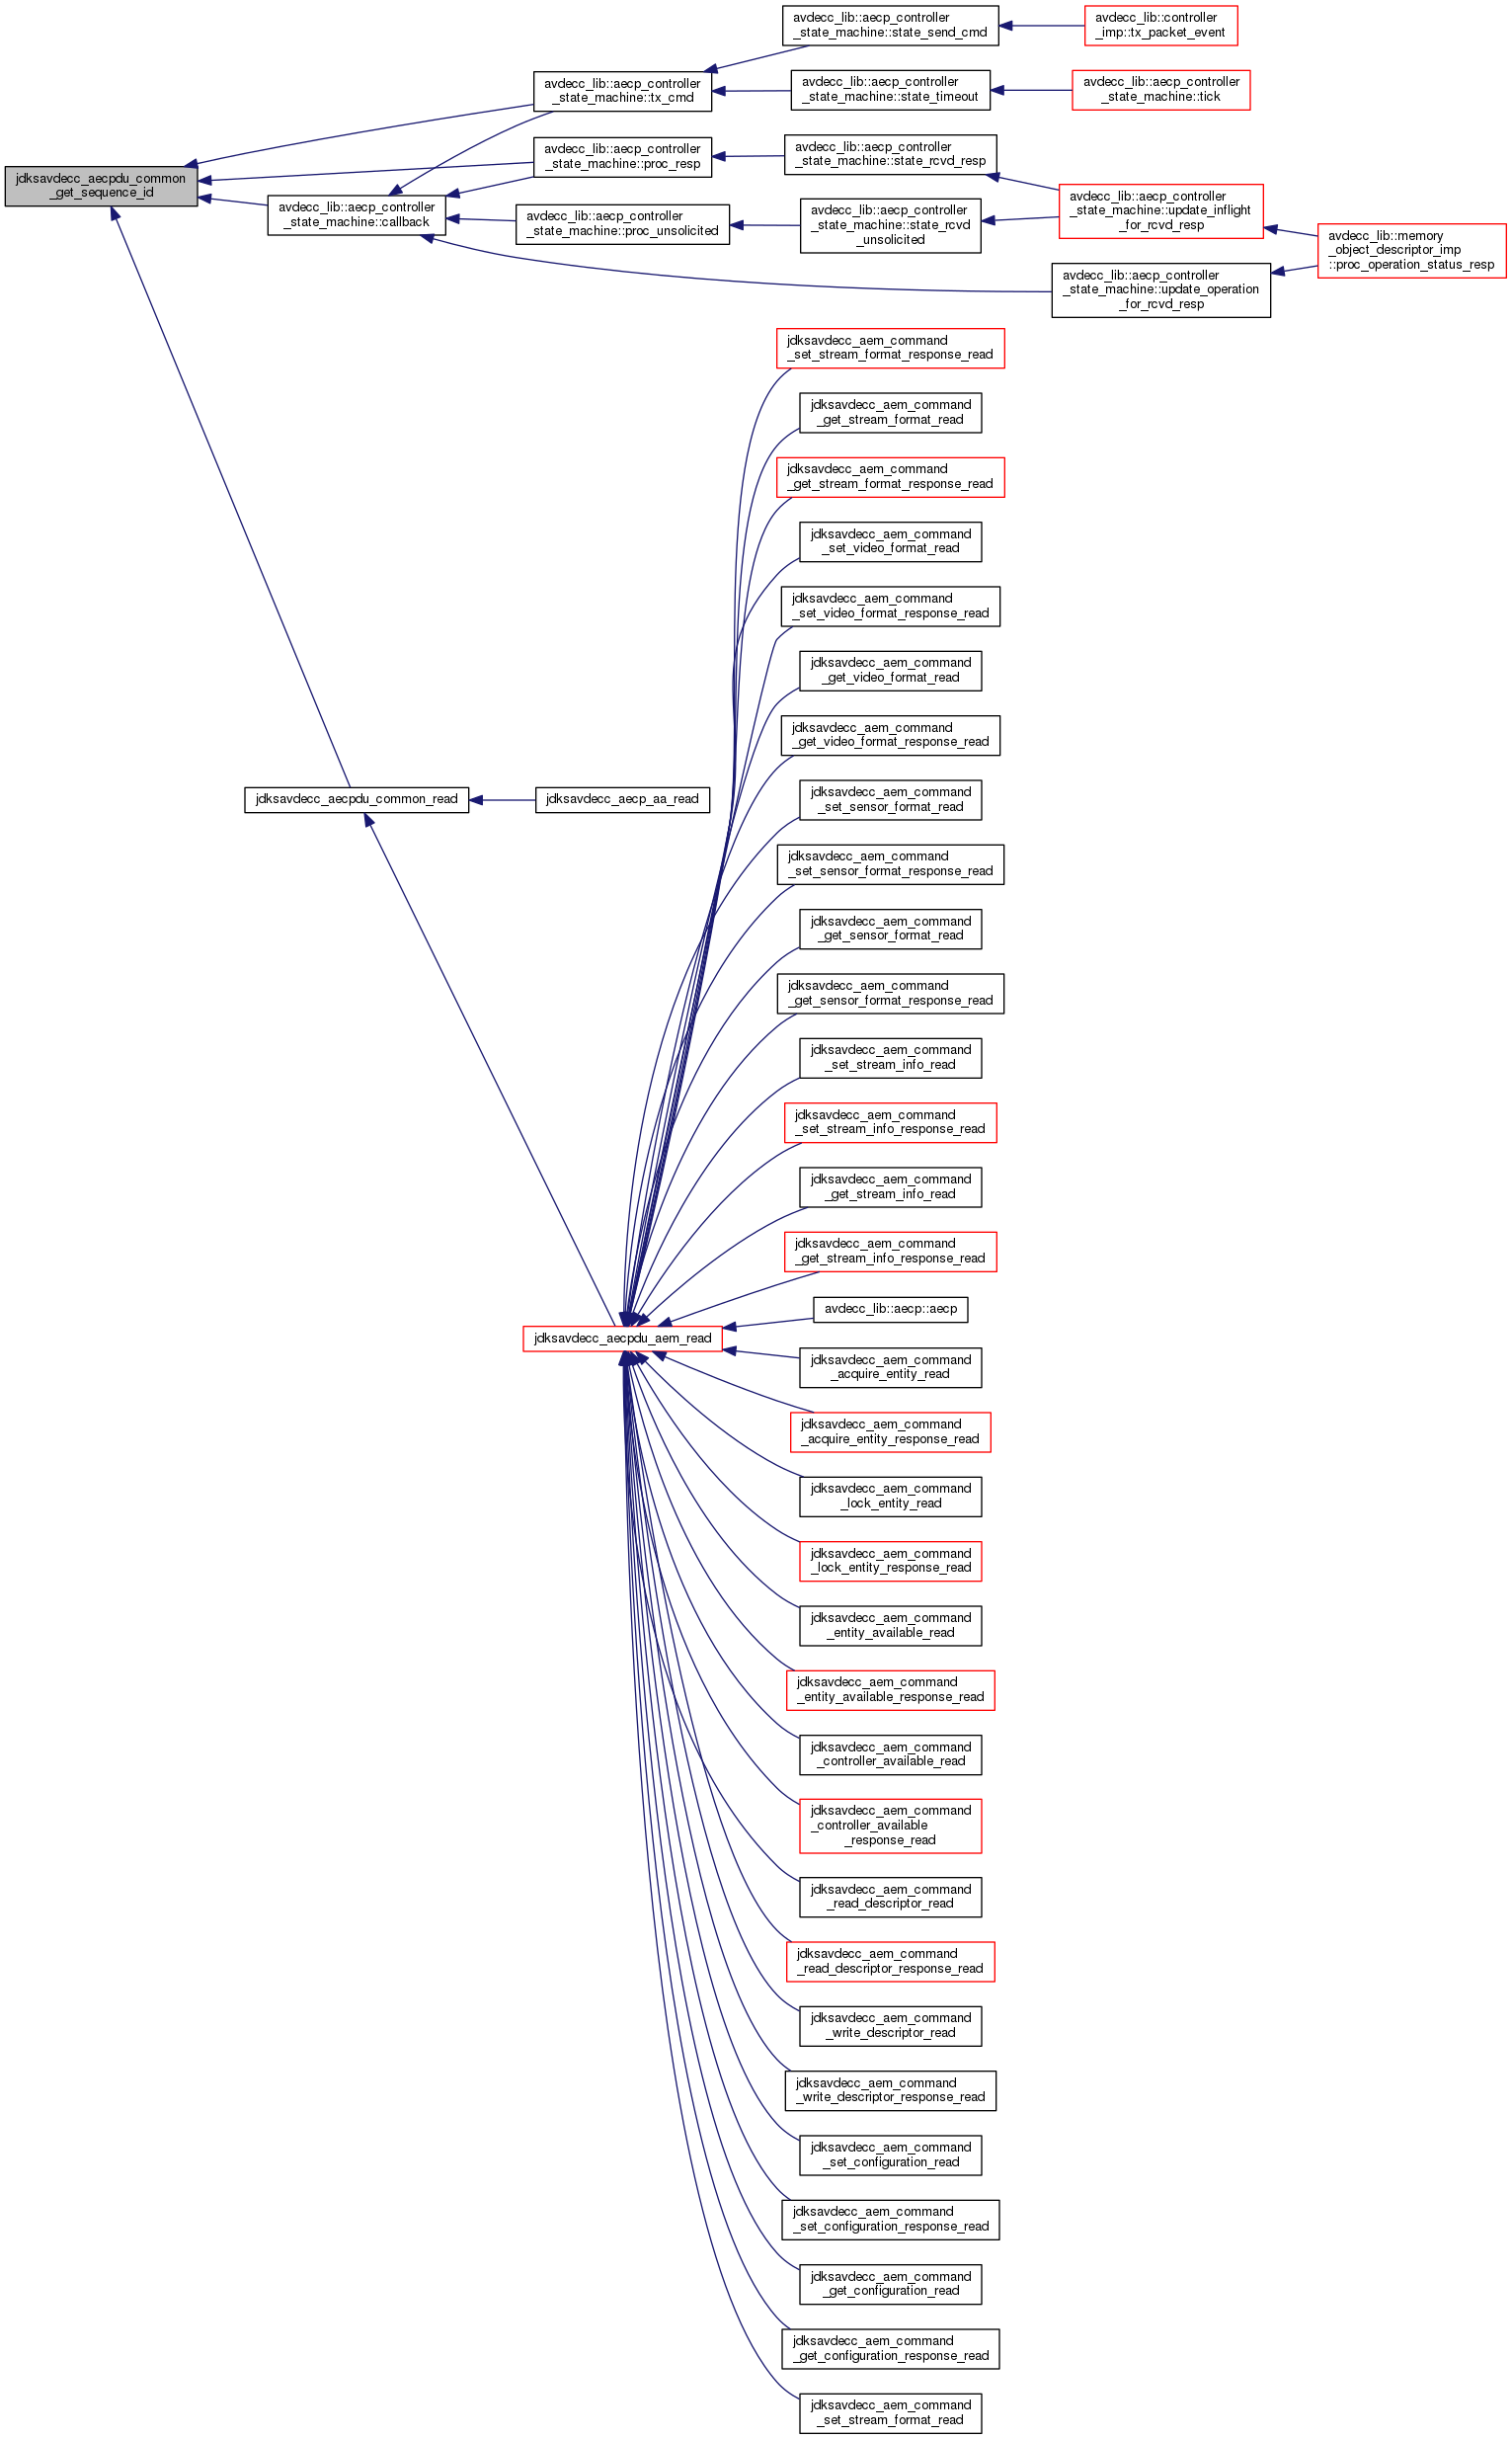 jdksavdecc_aecpdu_common
_get_sequence_id
avdecc_lib::aecp_controller
_state_machine::tx_cmd
avdecc_lib::aecp_controller
_state_machine::state_send_cmd
avdecc_lib::controller
_imp::tx_packet_event
avdecc_lib::aecp_controller
_state_machine::state_timeout
avdecc_lib::aecp_controller
_state_machine::tick
avdecc_lib::aecp_controller
_state_machine::proc_resp
avdecc_lib::aecp_controller
_state_machine::state_rcvd_resp
avdecc_lib::aecp_controller
_state_machine::update_inflight
_for_rcvd_resp
avdecc_lib::memory
_object_descriptor_imp
::proc_operation_status_resp
avdecc_lib::aecp_controller
_state_machine::callback
avdecc_lib::aecp_controller
_state_machine::proc_unsolicited
avdecc_lib::aecp_controller
_state_machine::state_rcvd
_unsolicited
avdecc_lib::aecp_controller
_state_machine::update_operation
_for_rcvd_resp
jdksavdecc_aecpdu_common_read
jdksavdecc_aecp_aa_read
jdksavdecc_aecpdu_aem_read
jdksavdecc_aem_command
_set_stream_format_response_read
jdksavdecc_aem_command
_get_stream_format_read
jdksavdecc_aem_command
_get_stream_format_response_read
jdksavdecc_aem_command
_set_video_format_read
jdksavdecc_aem_command
_set_video_format_response_read
jdksavdecc_aem_command
_get_video_format_read
jdksavdecc_aem_command
_get_video_format_response_read
jdksavdecc_aem_command
_set_sensor_format_read
jdksavdecc_aem_command
_set_sensor_format_response_read
jdksavdecc_aem_command
_get_sensor_format_read
jdksavdecc_aem_command
_get_sensor_format_response_read
jdksavdecc_aem_command
_set_stream_info_read
jdksavdecc_aem_command
_set_stream_info_response_read
jdksavdecc_aem_command
_get_stream_info_read
jdksavdecc_aem_command
_get_stream_info_response_read
avdecc_lib::aecp::aecp
jdksavdecc_aem_command
_acquire_entity_read
jdksavdecc_aem_command
_acquire_entity_response_read
jdksavdecc_aem_command
_lock_entity_read
jdksavdecc_aem_command
_lock_entity_response_read
jdksavdecc_aem_command
_entity_available_read
jdksavdecc_aem_command
_entity_available_response_read
jdksavdecc_aem_command
_controller_available_read
jdksavdecc_aem_command
_controller_available
_response_read
jdksavdecc_aem_command
_read_descriptor_read
jdksavdecc_aem_command
_read_descriptor_response_read
jdksavdecc_aem_command
_write_descriptor_read
jdksavdecc_aem_command
_write_descriptor_response_read
jdksavdecc_aem_command
_set_configuration_read
jdksavdecc_aem_command
_set_configuration_response_read
jdksavdecc_aem_command
_get_configuration_read
jdksavdecc_aem_command
_get_configuration_response_read
jdksavdecc_aem_command
_set_stream_format_read